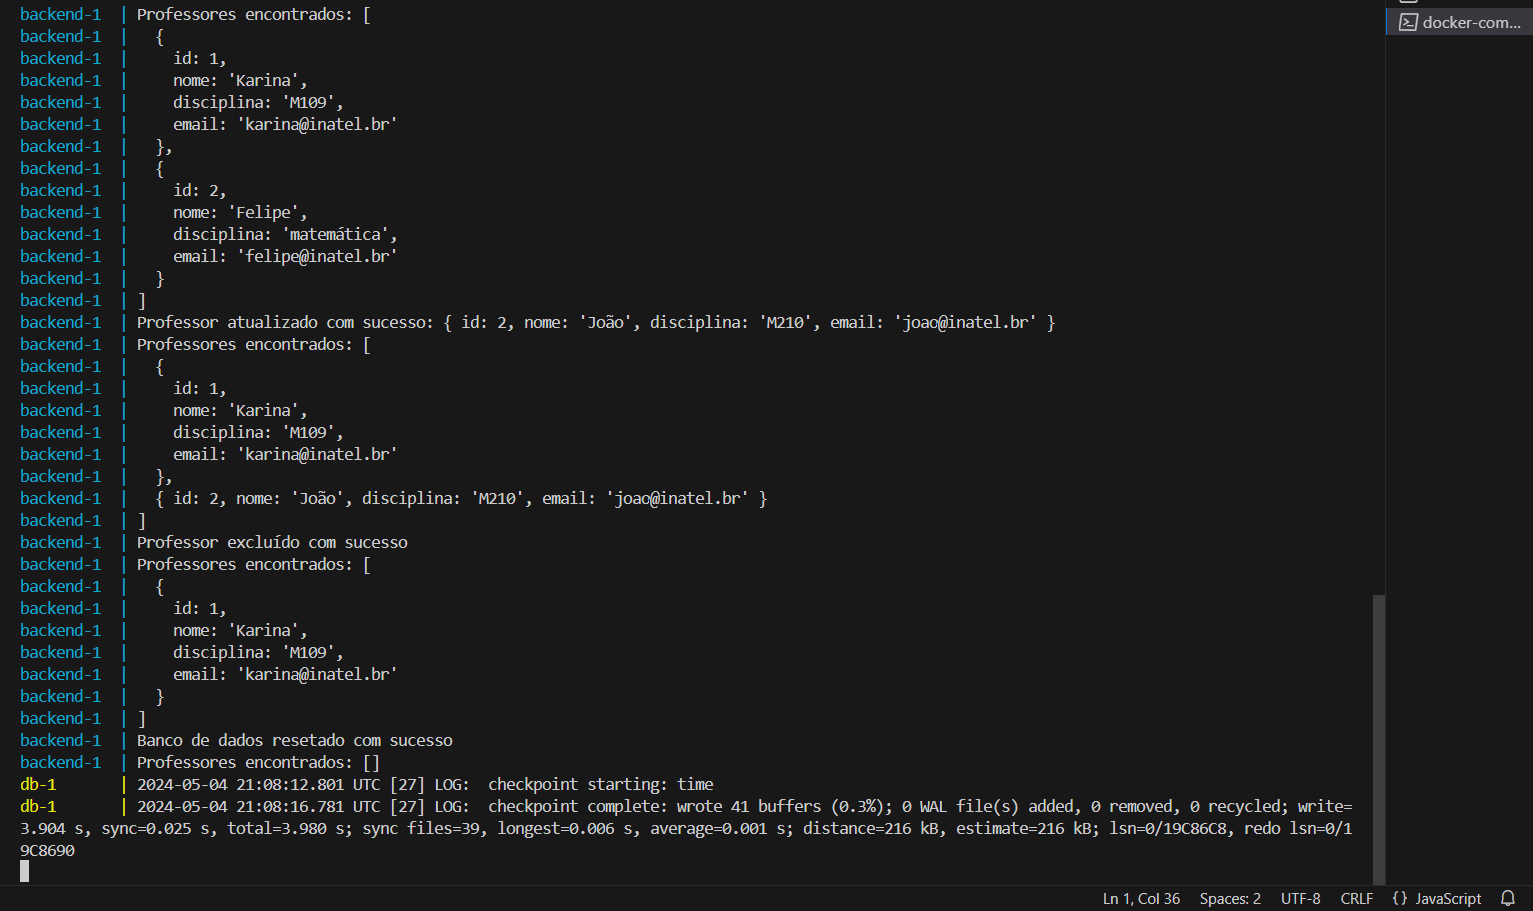 backend-1  | Professores encontrados: [
backend-1  |   {
backend-1  |     id: 1,
backend-1  |     nome: 'Karina',
backend-1  |     disciplina: 'M109',
backend-1  |     email: 'karina@inatel.br'
backend-1  |   },
backend-1  |   {
backend-1  |     id: 2,
backend-1  |     nome: 'Felipe',
backend-1  |     disciplina: 'matemática',
backend-1  |     email: 'felipe@inatel.br'
backend-1  |   }
backend-1  | ]
backend-1  | Professor atualizado com sucesso: { id: 2, nome: 'João', disciplina: 'M210', email: 'joao@inatel.br' }
backend-1  | Professores encontrados: [
backend-1  |   {
backend-1  |     id: 1,
backend-1  |     nome: 'Karina',
backend-1  |     disciplina: 'M109',
backend-1  |     email: 'karina@inatel.br'
backend-1  |   },
backend-1  |   { id: 2, nome: 'João', disciplina: 'M210', email: 'joao@inatel.br' }
backend-1  | ]
backend-1  | Professor excluído com sucesso
backend-1  | Professores encontrados: [
backend-1  |   {
backend-1  |     id: 1,
backend-1  |     nome: 'Karina',
backend-1  |     disciplina: 'M109',
backend-1  |     email: 'karina@inatel.br'
backend-1  |   }
backend-1  | ]
backend-1  | Banco de dados resetado com sucesso
backend-1  | Professores encontrados: []
db-1       | 2024-05-04 21:08:12.801 UTC [27] LOG:  checkpoint starting: time
db-1       | 2024-05-04 21:08:16.781 UTC [27] LOG:  checkpoint complete: wrote 41 buffers (0.3%); 0 WAL file(s) added, 0 removed, 0 recycled; write=
3.904 s, sync=0.025 s, total=3.980 s; sync files=39, longest=0.006 s, average=0.001 s; distance=216 kB, estimate=216 kB; lsn=0/19C86C8, redo lsn=0/1
9C8690
docker-com...
Ln 1, Col 36 Spaces: 2 UTF-8 CRLF {} JavaScript